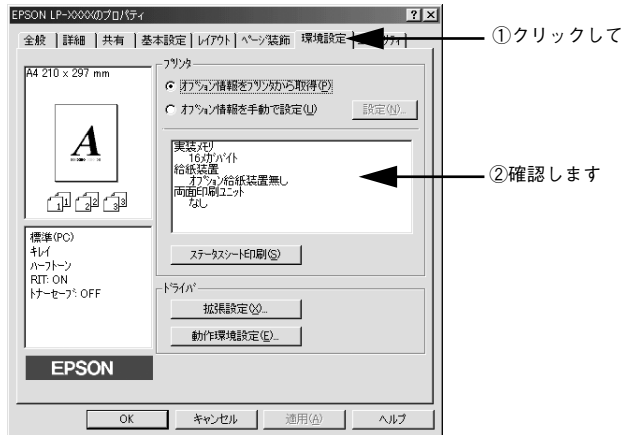 EPSON LP-XXXXのプロパティ
全般 詳細 共有 基本設定 レイアウト ページ装飾 環境設定
①クリックして
A4 210 x 297 mm
プリンタ
オプション情報をプリンタから取得(P)
オプション情報を手動で設定(U)
設定(N)...
A
実装メモリ
16メガバイト
給紙装置
オプション給紙装置無し
両面印刷ユニット
なし
②確認します
1 1 2 2 3 3
標準(PC)
キレイ
ハーフトーン
RIT: ON
トナーセーブ: OFF
ステータスシート印刷(S)
ドライバ
拡張設定(X)...
動作環境設定(E)...
EPSON
OK キャンセル 適用(A) ヘルプ